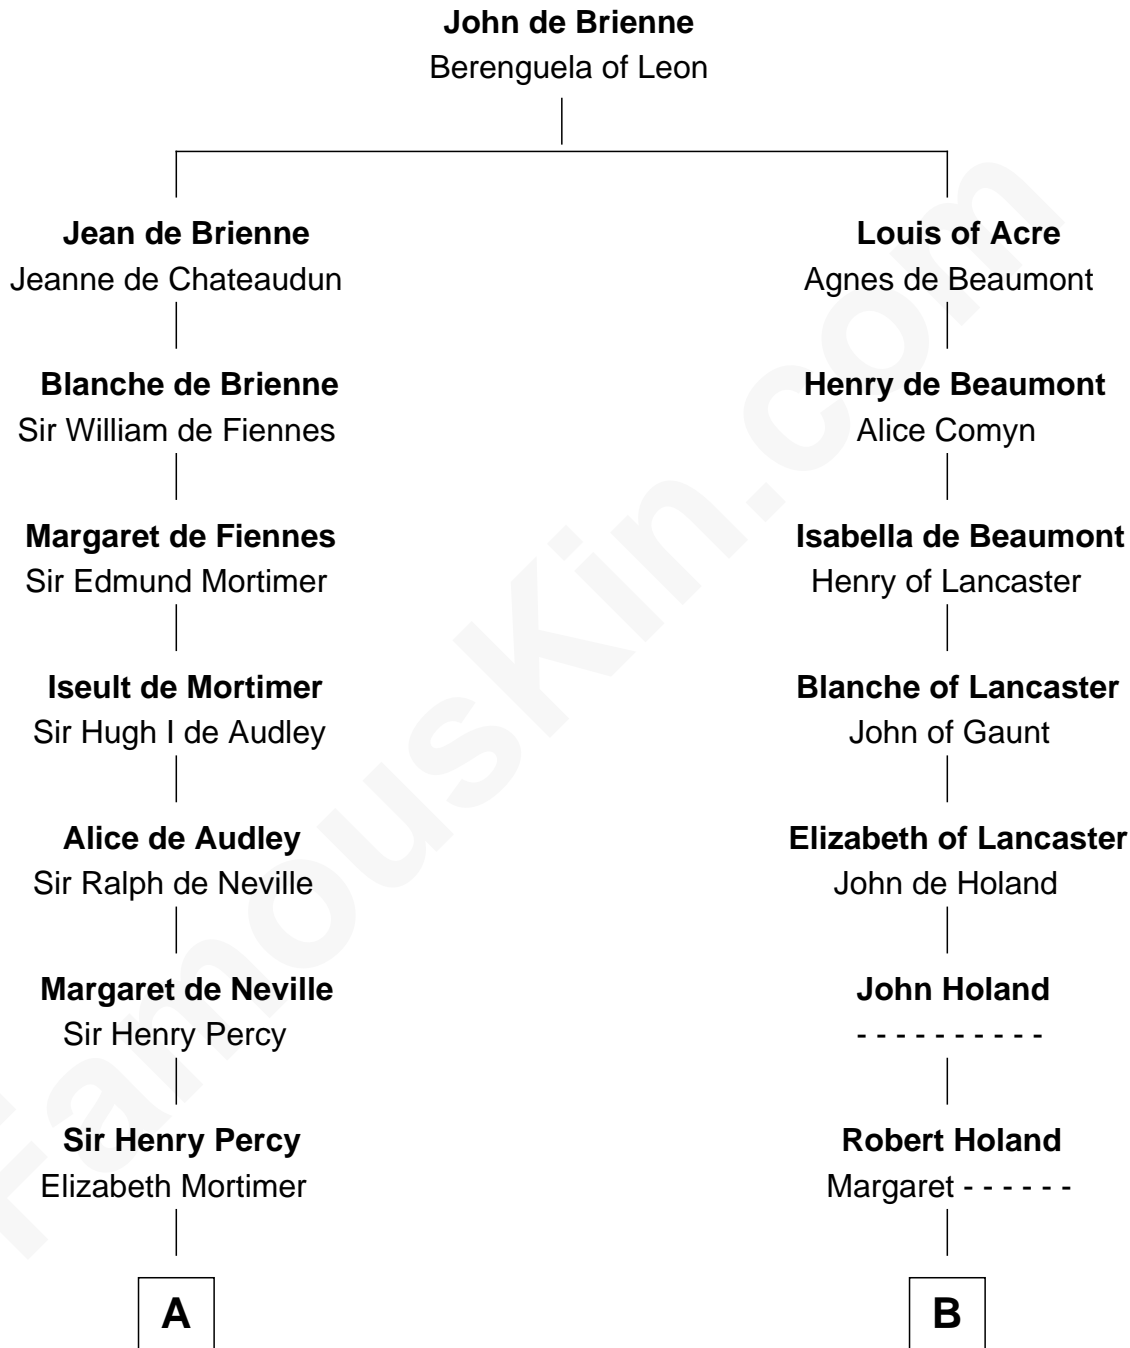 John de Brienne
Berenguela of Leon
Jean de Brienne
Jeanne de Chateaudun
Louis of Acre
Agnes de Beaumont
Blanche de Brienne
Sir William de Fiennes
Henry de Beaumont
Alice Comyn
Margaret de Fiennes
Sir Edmund Mortimer
Isabella de Beaumont
Henry of Lancaster
Iseult de Mortimer
Sir Hugh I de Audley
Blanche of Lancaster
John of Gaunt
Alice de Audley
Sir Ralph de Neville
Elizabeth of Lancaster
John de Holand
Margaret de Neville
Sir Henry Percy
John Holand
- - - - - - - - - -
Sir Henry Percy
Elizabeth Mortimer
Robert Holand
Margaret - - - - - -
A
B
FamousKin.com